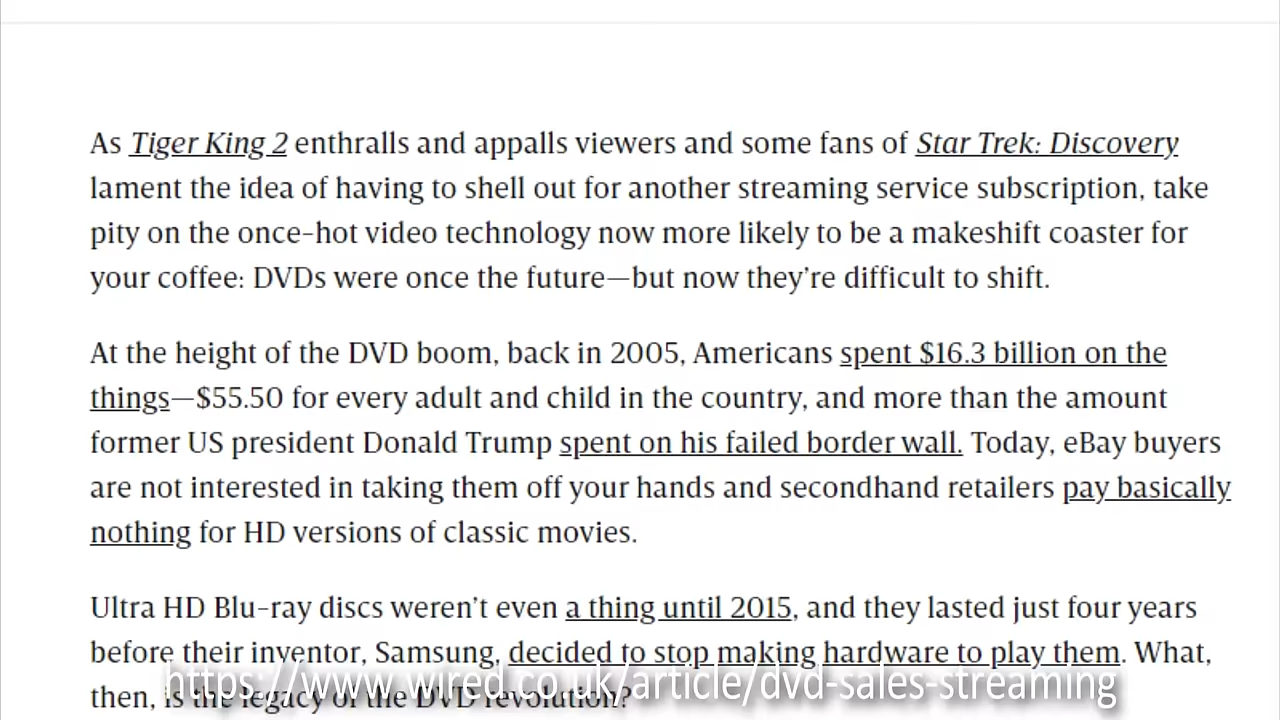 As Tiger King 2 enthralls and appalls viewers and some fans of Star Trek: Discovery
lament the idea of having to shell out for another streaming service subscription, take
pity on the once-hot video technology now more likely to be a makeshift coaster for
your coffee: DVDs were once the future—but now they’re difficult to shift.
At the height of the DVD boom, back in 2005, Americans spent $16.3 billion on the
things—$55.50 for every adult and child in the country, and more than the amount
former US president Donald Trump spent on his failed border wall. Today, eBay buyers
are not interested in taking them off your hands and secondhand retailers pay basically
nothing for HD versions of classic movies.
Ultra HD Blu-ray discs weren’t even a thing until 2015, and they lasted just four years
before their inventor, Samsung, decided to stop making hardware to play them. What,
then, is the legacy of the DVD revolution?
https://www.wired.co.uk/article/dvd-sales-streaming